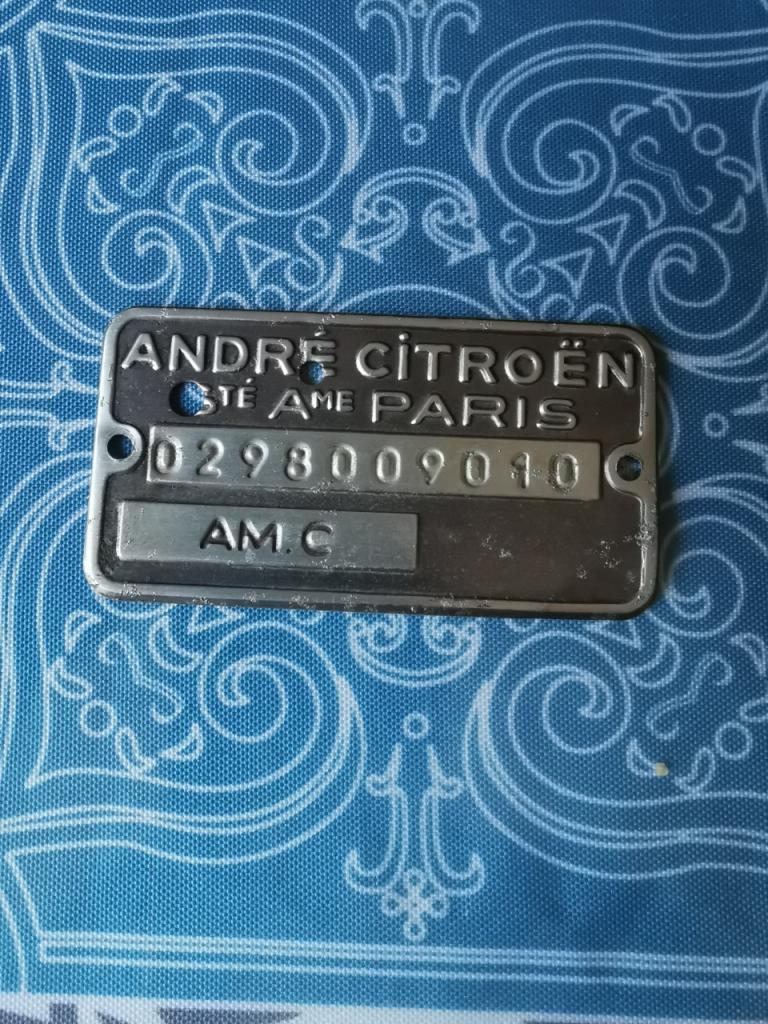 ANDRÉ CiTROËN
STÉ AME PARIS
0298009010
AM.C